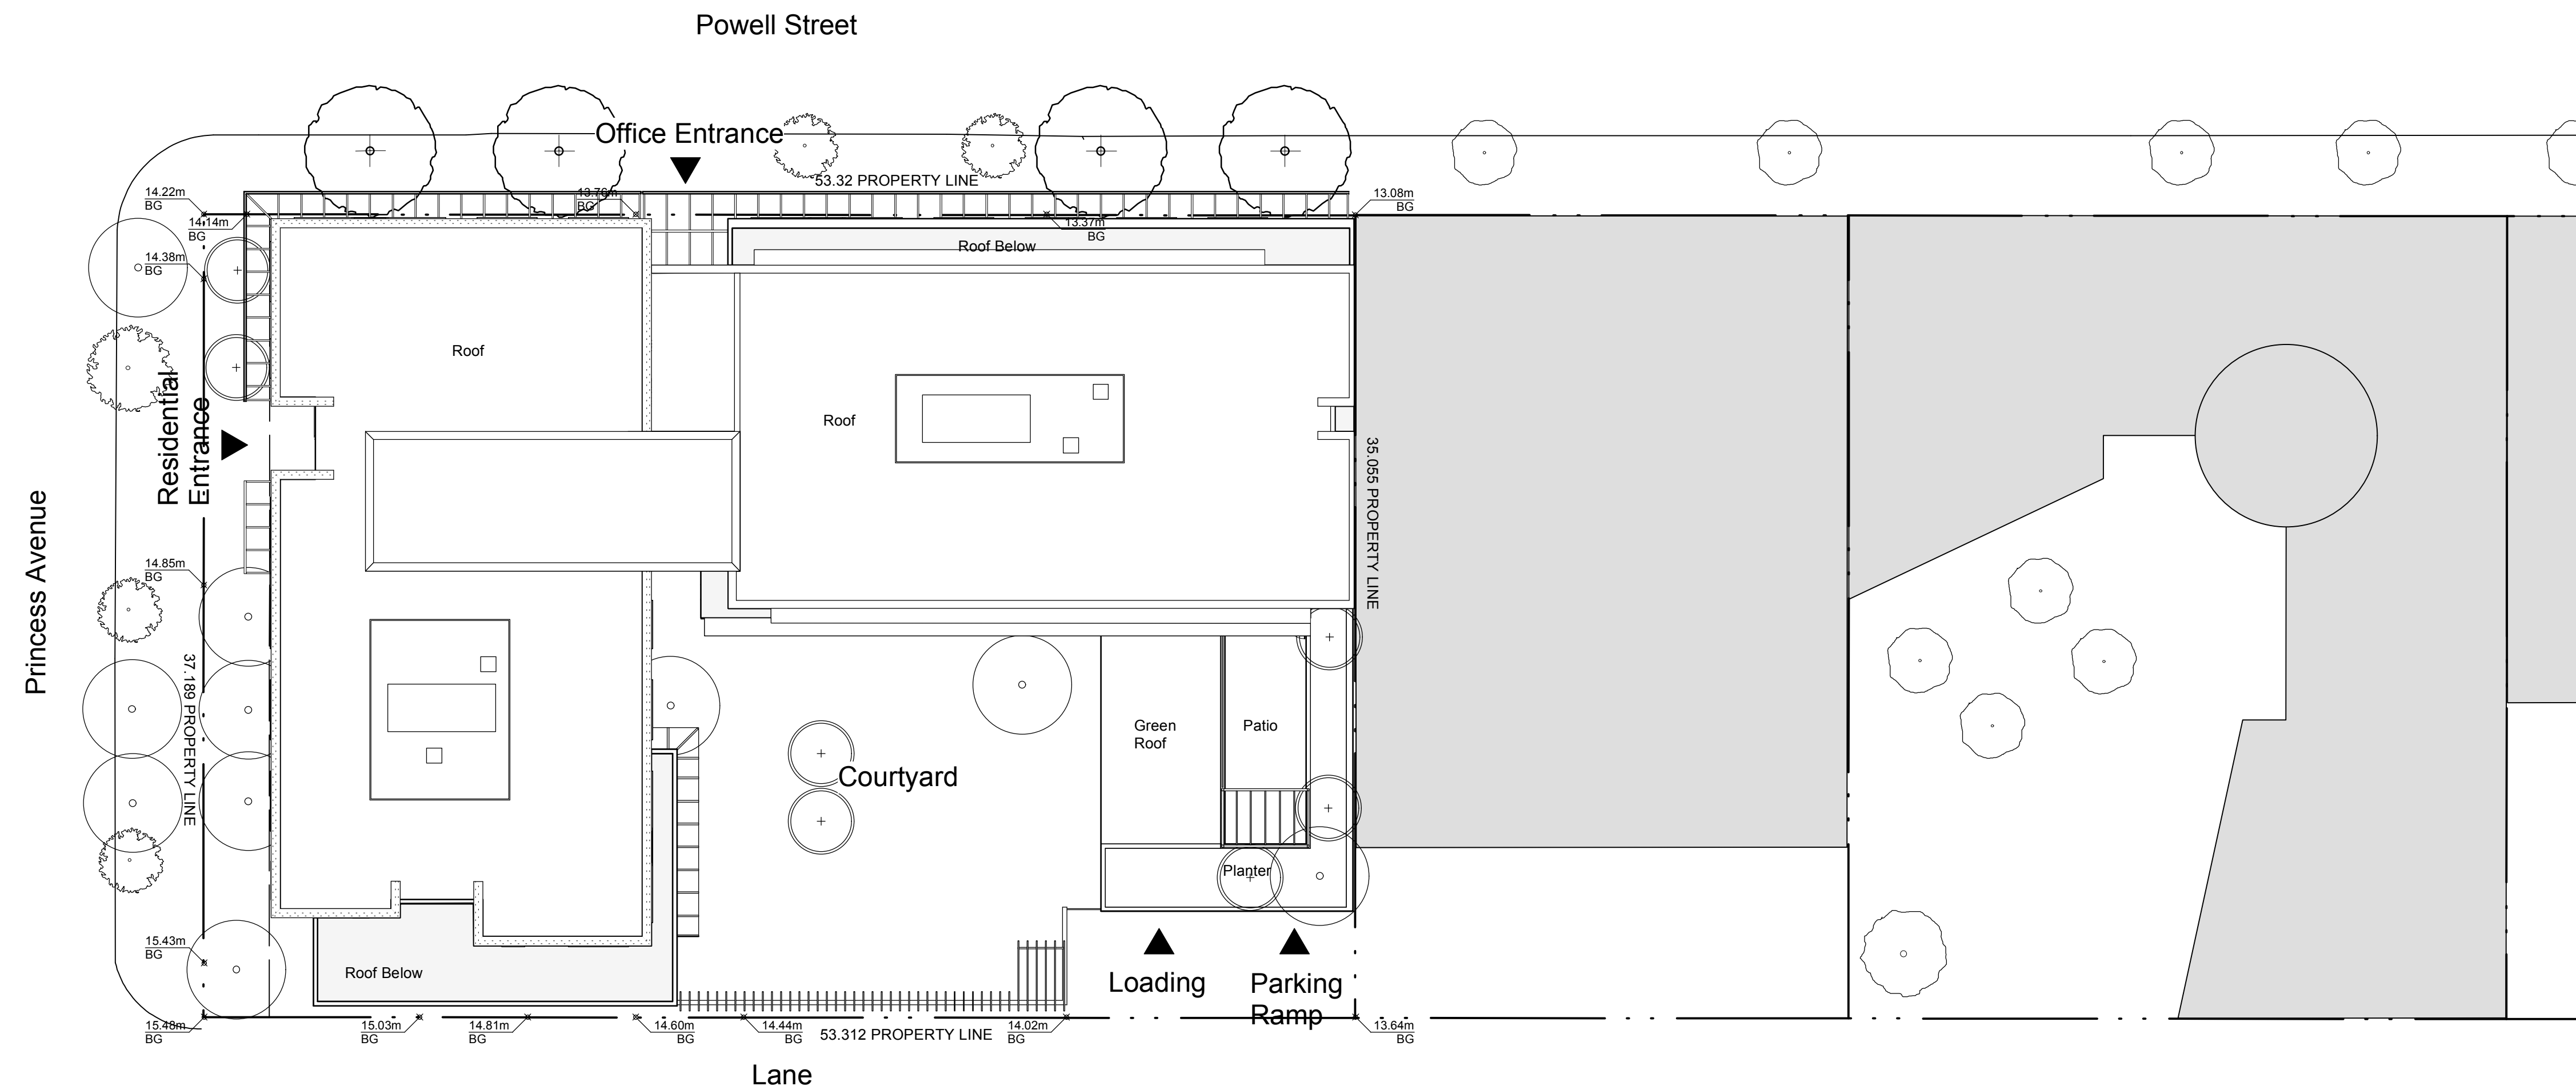 Powell Street
Office Entrance
53.32 PROPERTY LINE
14.22m
BG
13.76m
BG
13.08m
BG
14.14m
BG
13.37m
BG
Roof Below
14.38m
BG
Roof
Residential
Entrance
Roof
35.055 PROPERTY LINE
Princess Avenue
14.85m
BG
37.189 PROPERTY LINE
Green
Roof
Patio
Courtyard
Planter
15.43m
BG
Roof Below
Loading
Parking
Ramp
15.48m
BG
15.03m
BG
14.81m
BG
14.60m
BG
14.44m
BG
53.312 PROPERTY LINE
14.02m
BG
13.64m
BG
Lane